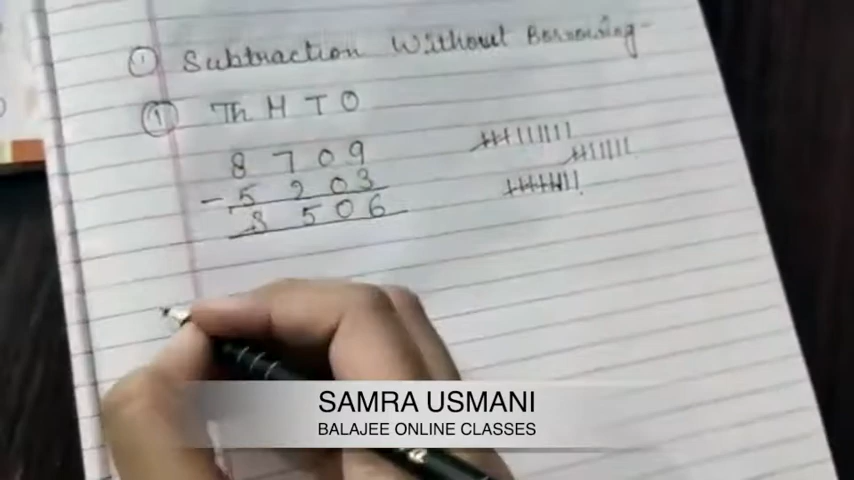 ① Subtraction Without Borrowing -
① Th H T O
8 7 0 9
- 5 2 0 3
3 5 0 6
SAMRA USMANI
BALAJEE ONLINE CLASSES